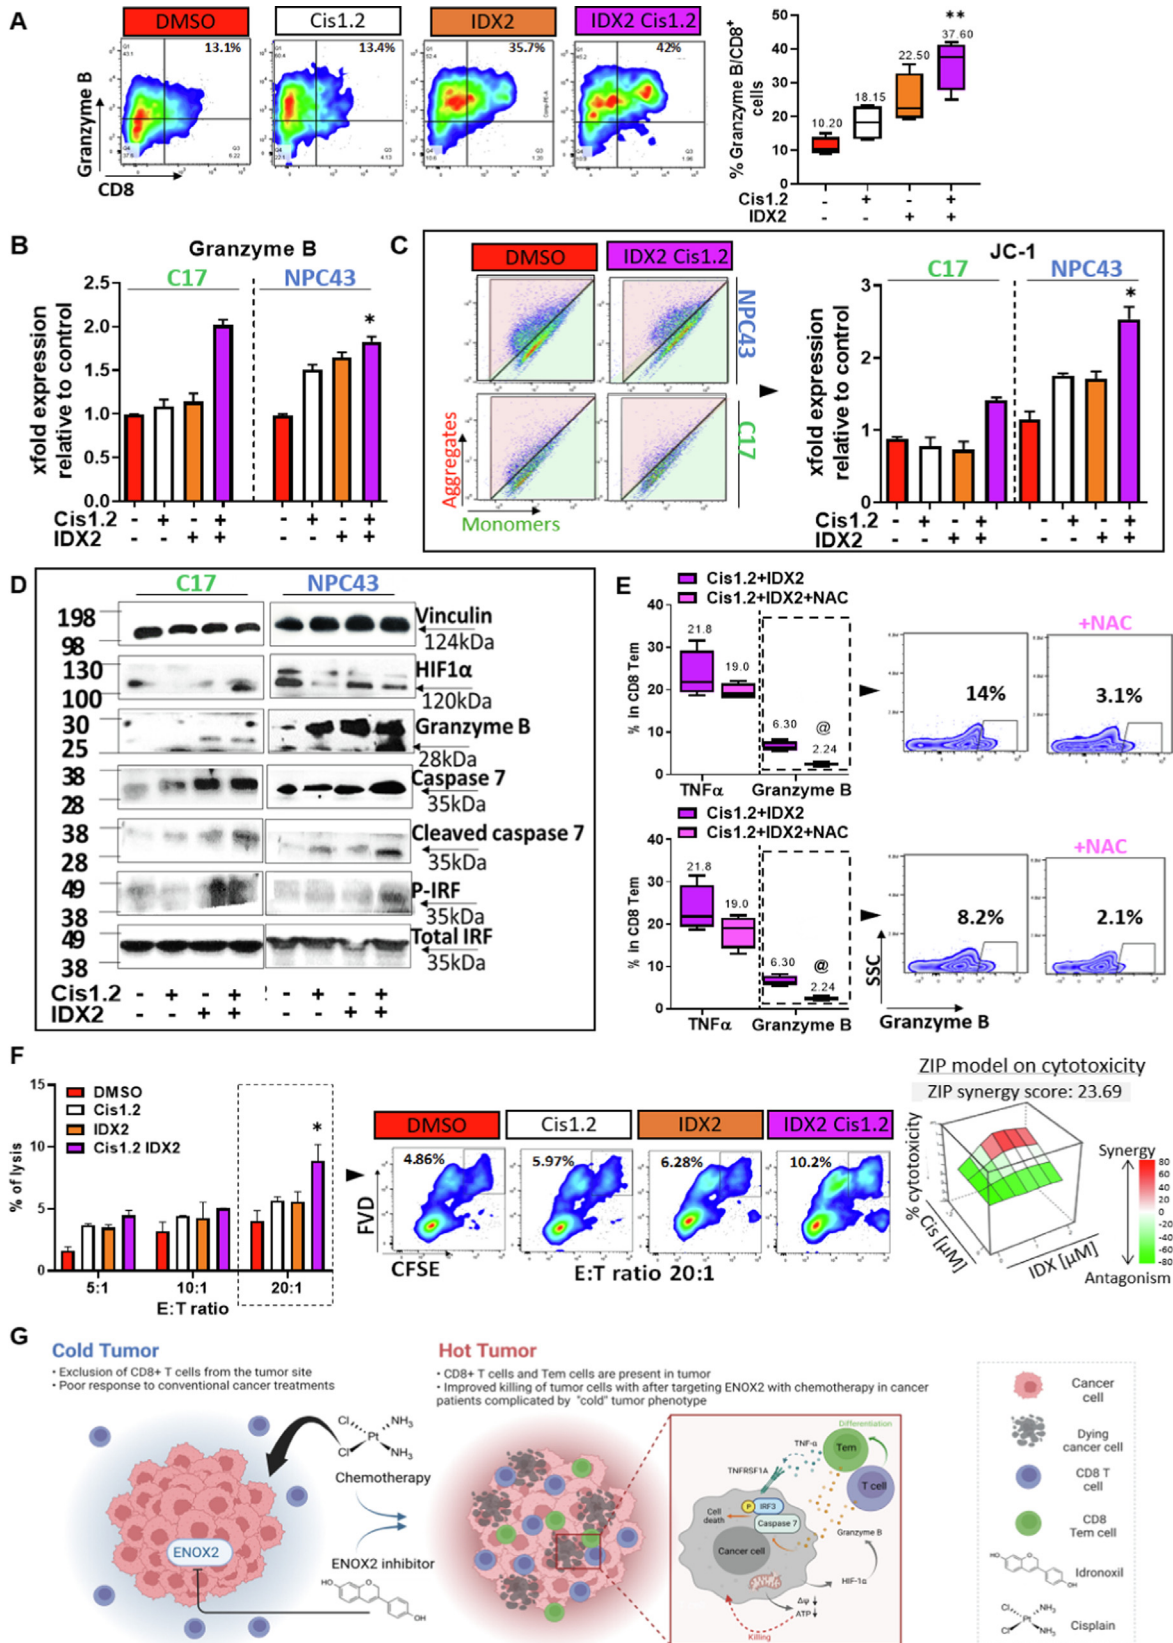 A
DMSO
Cis1.2
IDX2
IDX2 Cis1.2
13.1%
13.4%
35.7%
42%
Granzyme B
CD8
% Granzyme B/CD8+
cells
50
40
30
20
10
0
10.20
18.15
22.50
37.60
**
Cis1.2 - + - +
IDX2 - - + +
B
Granzyme B
C17
NPC43
xfold expression
relative to control
2.5
2.0
1.5
1.0
0.5
0.0
*
Cis1.2 - + - + - + - +
IDX2 - - + + - - + +
C
DMSO
IDX2 Cis1.2
NPC43
C17
Aggregates
Monomers
JC-1
C17
NPC43
xfold expression
relative to control
3
2
1
0
*
Cis1.2 - + - + - + - +
IDX2 - - + + - - + +
D
C17
NPC43
198
98
Vinculin
124kDa
130
100
HIF1α
120kDa
30
25
Granzyme B
28kDa
38
28
Caspase 7
35kDa
38
28
Cleaved caspase 7
35kDa
49
38
P-IRF
35kDa
49
38
Total IRF
35kDa
Cis1.2 - + - + - + - +
IDX2 - - + + - - + +
E
Cis1.2+IDX2
Cis1.2+IDX2+NAC
% In CD8 Tem
40
30
20
10
0
21.8
19.0
6.30
@
2.24
TNFα
Granzyme B
+NAC
14%
3.1%
Cis1.2+IDX2
Cis1.2+IDX2+NAC
% In CD8 Tem
40
30
20
10
0
21.8
19.0
6.30
@
2.24
TNFα
Granzyme B
+NAC
8.2%
2.1%
SSC
Granzyme B
F
15
10
5
0
% of lysis
DMSO
Cis1.2
IDX2
Cis1.2 IDX2
*
5:1
10:1
20:1
E:T ratio
DMSO
Cis1.2
IDX2
IDX2 Cis1.2
4.86%
5.97%
6.28%
10.2%
FVD
CFSE
E:T ratio 20:1
ZIP model on cytotoxicity
ZIP synergy score: 23.69
% cytotoxicity
Cis [µM]
IDX [µM]
Synergy
80
60
40
20
0
-20
-40
-60
-80
Antagonism
G
Cold Tumor
• Exclusion of CD8+ T cells from the tumor site
• Poor response to conventional cancer treatments
ENOX2
Cl
NH3
Pt
Cl
NH3
Chemotherapy
ENOX2 inhibitor
HO
O
OH
Hot Tumor
• CD8+ T cells and Tem cells are present in tumor
• Improved killing of tumor cells with after targeting ENOX2 with chemotherapy in cancer
patients complicated by "cold" tumor phenotype
Differentiation
Tem
TNF-α
TNFRSF1A
T cell
P
IRF3
Cell
death
Caspase 7
Granzyme B
Cancer cell
HIF-1α
Δψ
ATP
Killing
Cancer
cell
Dying
cancer cell
CD8 T
cell
CD8
Tem cell
HO
O
OH
Idronoxil
Cl
NH3
Pt
Cl
NH3
Cisplain